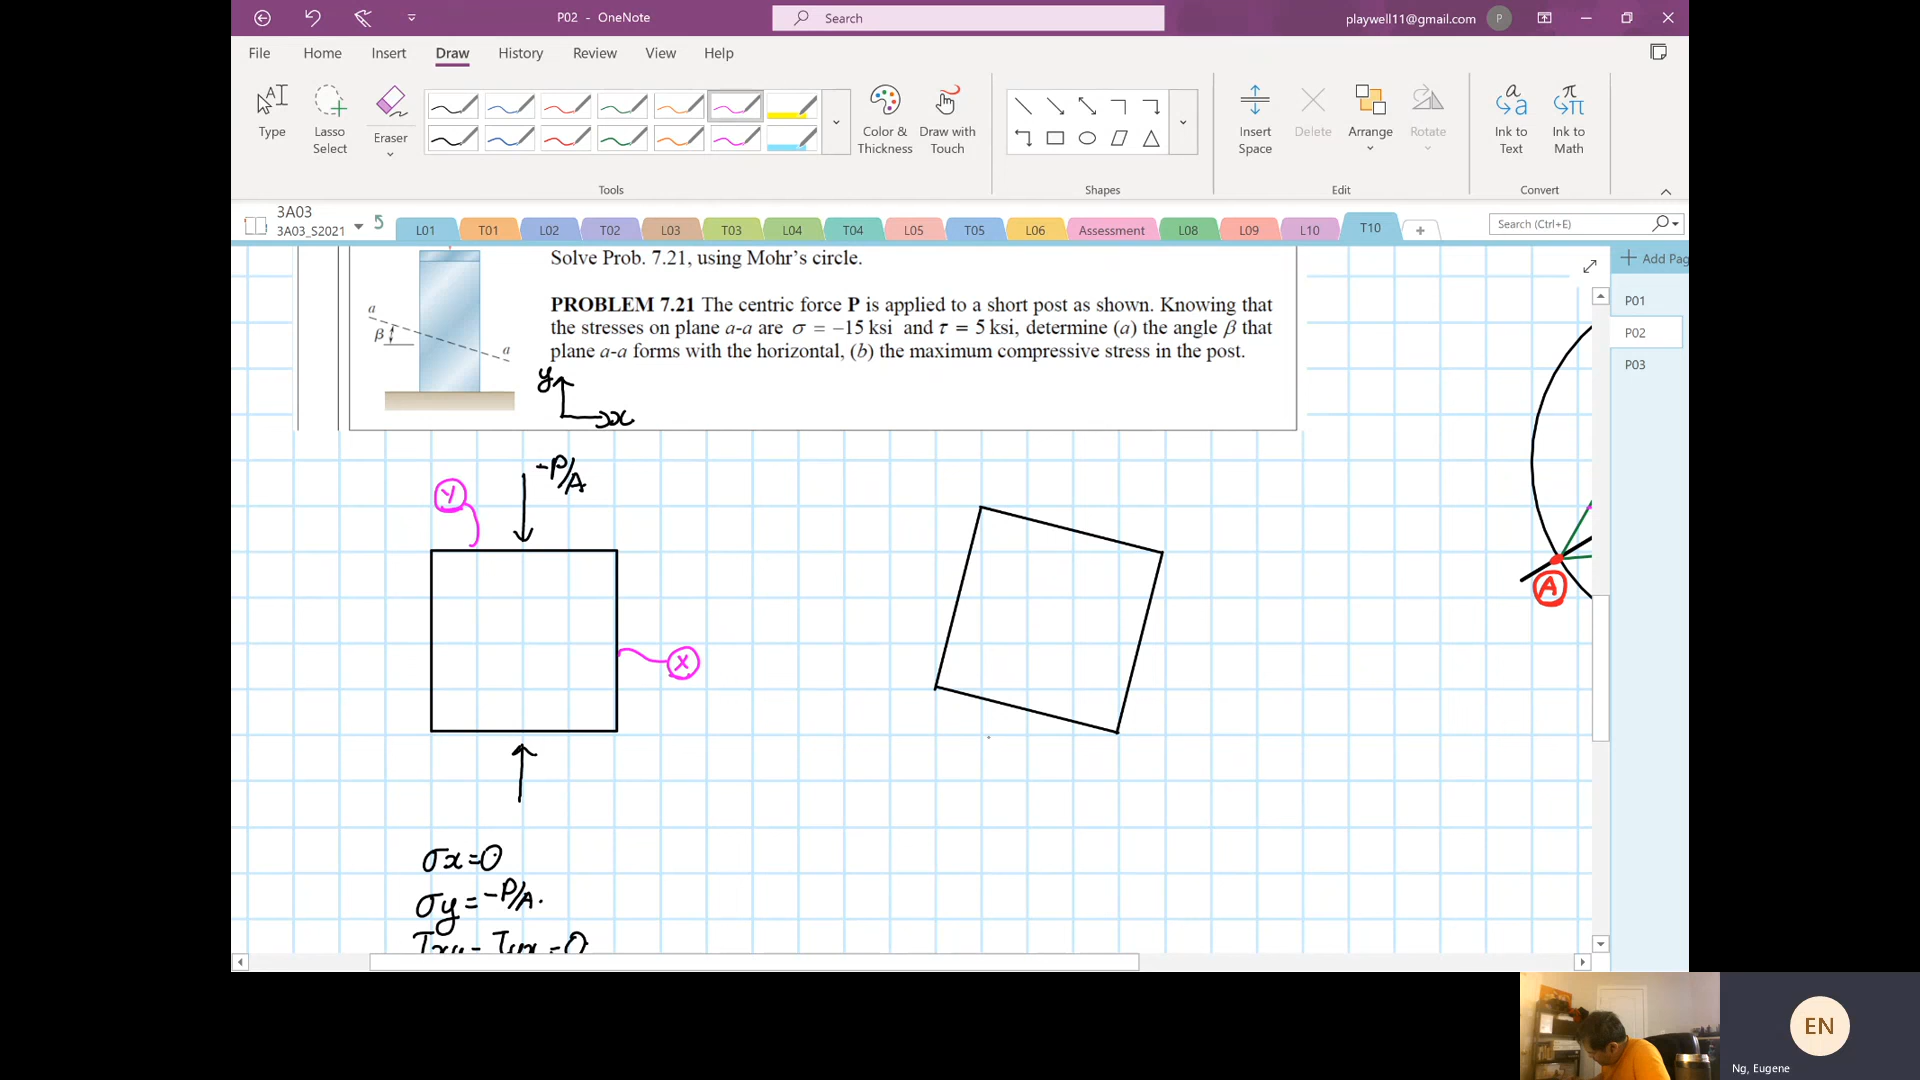 P02 - OneNote
Search
playwell11@gmail.com
P
File
Home
Insert
Draw
History
Review
View
Help
Type
Lasso
Select
Eraser
Color &
Thickness
Draw with
Touch
Insert
Space
Delete
Arrange
Rotate
Ink to
Text
Ink to
Math
Tools
Shapes
Edit
Convert
3A03
3A03_S2021
L01
T01
L02
T02
L03
T03
L04
T04
L05
T05
L06
Assessment
L08
L09
L10
T10
Search (Ctrl+E)
Add Pag
P01
P02
P03
Solve Prob. 7.21, using Mohr's circle.
PROBLEM 7.21 The centric force P is applied to a short post as shown. Knowing that
the stresses on plane a-a are σ = −15 ksi and τ = 5 ksi, determine (a) the angle β that
plane a-a forms with the horizontal, (b) the maximum compressive stress in the post.
a
β
a
y
x
-P/A
Y
X
A
σx=0
σy=-P/A.
τxy = τyx = 0
EN
Ng, Eugene